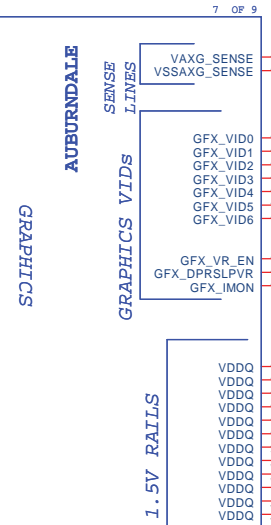 7 OF 9
AUBURNDALE
SENSE
LINES
VAXG_SENSE
VSSAXG_SENSE
GRAPHICS VIDs
GFX_VID0
GFX_VID1
GFX_VID2
GFX_VID3
GFX_VID4
GFX_VID5
GFX_VID6
GFX_VR_EN
GFX_DPRSLPVR
GFX_IMON
GRAPHICS
1.5V RAILS
VDDQ
VDDQ
VDDQ
VDDQ
VDDQ
VDDQ
VDDQ
VDDQ
VDDQ
VDDQ
VDDQ
VDDQ